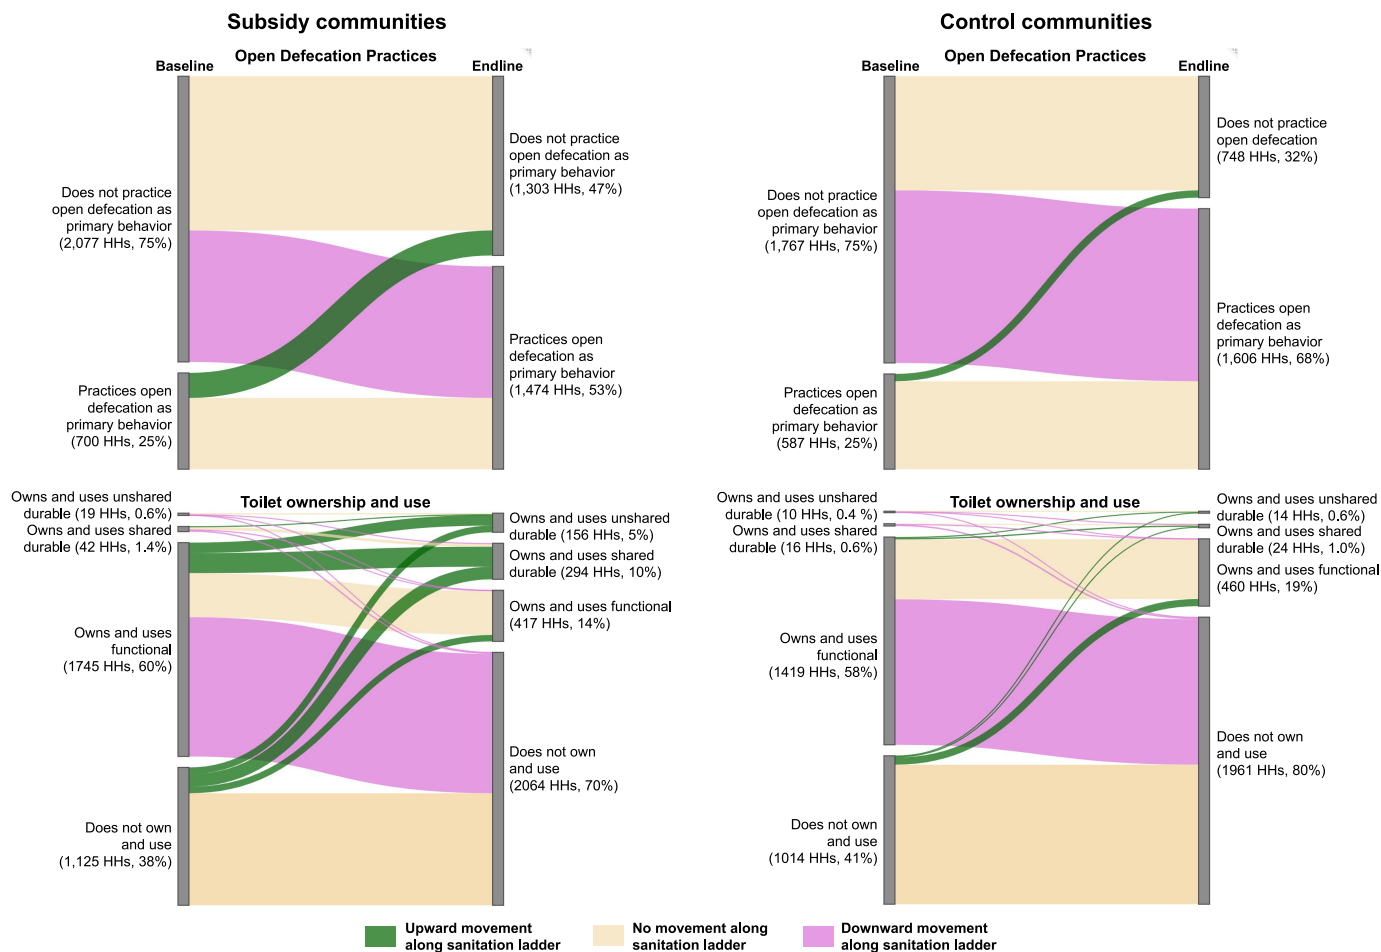 Subsidy communities
Open Defecation Practices
Baseline
Endline
Does not practice
open defecation as
primary behavior
(2,077 HHs, 75%)
Practices open
defecation as
primary behavior
(700 HHs, 25%)
Does not practice
open defecation as
primary behavior
(1,303 HHs, 47%)
Practices open
defecation as
primary behavior
(1,474 HHs, 53%)
Toilet ownership and use
Owns and uses unshared
durable (19 HHs, 0.6%)
Owns and uses shared
durable (42 HHs, 1.4%)
Owns and uses
functional
(1745 HHs, 60%)
Does not own
and use
(1,125 HHs, 38%)
Owns and uses unshared
durable (156 HHs, 5%)
Owns and uses shared
durable (294 HHs, 10%)
Owns and uses functional
(417 HHs, 14%)
Does not own
and use
(2064 HHs, 70%)
Control communities
Open Defecation Practices
Baseline
Endline
Does not practice
open defecation as
primary behavior
(1,767 HHs, 75%)
Practices open
defecation as
primary behavior
(587 HHs, 25%)
Does not practice
open defecation
(748 HHs, 32%)
Practices open
defecation as
primary behavior
(1,606 HHs, 68%)
Toilet ownership and use
Owns and uses unshared
durable (10 HHs, 0.4 %)
Owns and uses shared
durable (16 HHs, 0.6%)
Owns and uses
functional
(1419 HHs, 58%)
Does not own
and use
(1014 HHs, 41%)
Owns and uses unshared
durable (14 HHs, 0.6%)
Owns and uses shared
durable (24 HHs, 1.0%)
Owns and uses functional
(460 HHs, 19%)
Does not own
and use
(1961 HHs, 80%)
Upward movement
along sanitation ladder
No movement along
sanitation ladder
Downward movement
along sanitation ladder